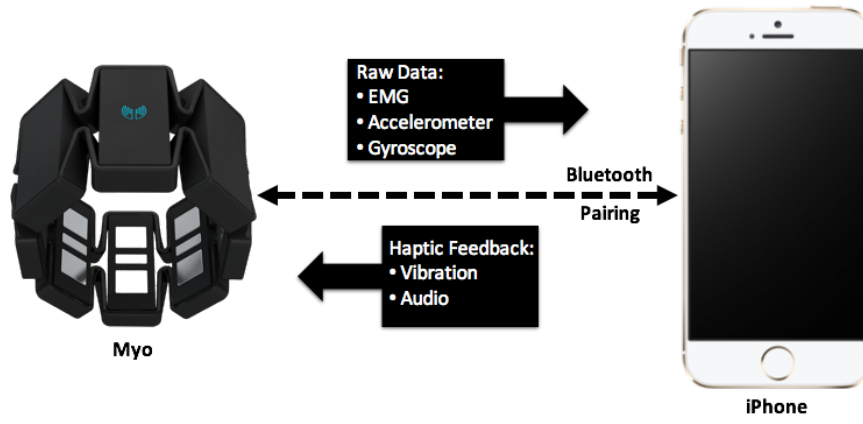 Raw Data:
• EMG
• Accelerometer
• Gyroscope
Bluetooth
Pairing
Haptic Feedback:
• Vibration
• Audio
Myo
iPhone